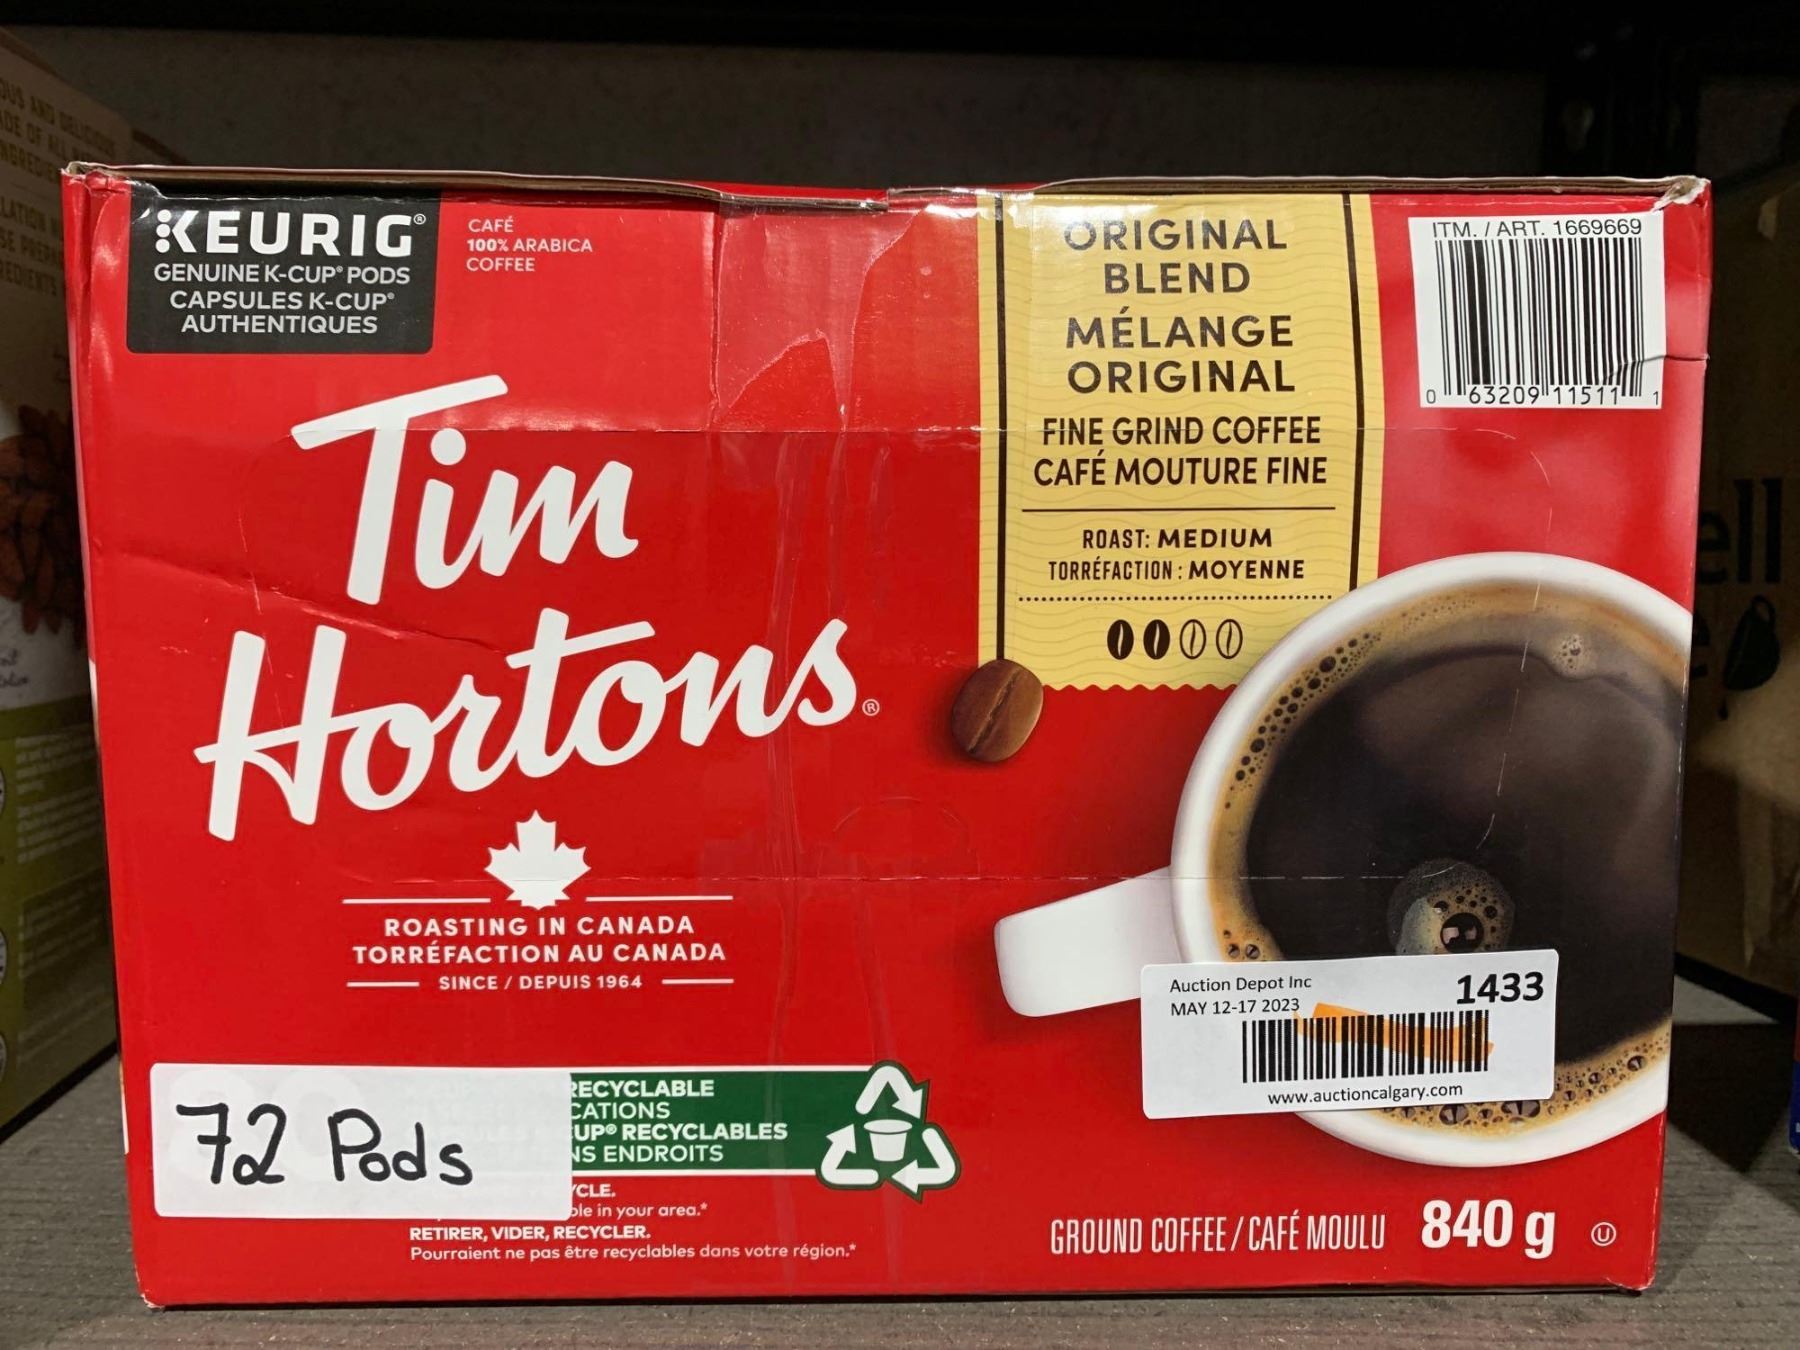 KEURIG®
GENUINE K-CUP® PODS
CAPSULES K-CUP®
AUTHENTIQUES
CAFÉ
100% ARABICA
COFFEE
ORIGINAL
BLEND
MÉLANGE
ORIGINAL
FINE GRIND COFFEE
CAFÉ MOUTURE FINE
ROAST: MEDIUM
TORRÉFACTION : MOYENNE
ITM. / ART. 1669669
0 63209 11511 1
Tim
Hortons®
ROASTING IN CANADA
TORRÉFACTION AU CANADA
SINCE / DEPUIS 1964
Auction Depot Inc
1433
MAY 12-17 2023
www.auctioncalgary.com
72 Pods
RECYCLABLE
CATIONS
CUP® RECYCLABLES
NS ENDROITS
YCLE.
ble in your area.*
RETIRER, VIDER, RECYCLER.
Pourraient ne pas être recyclables dans votre région.*
GROUND COFFEE / CAFÉ MOULU 840 g
U